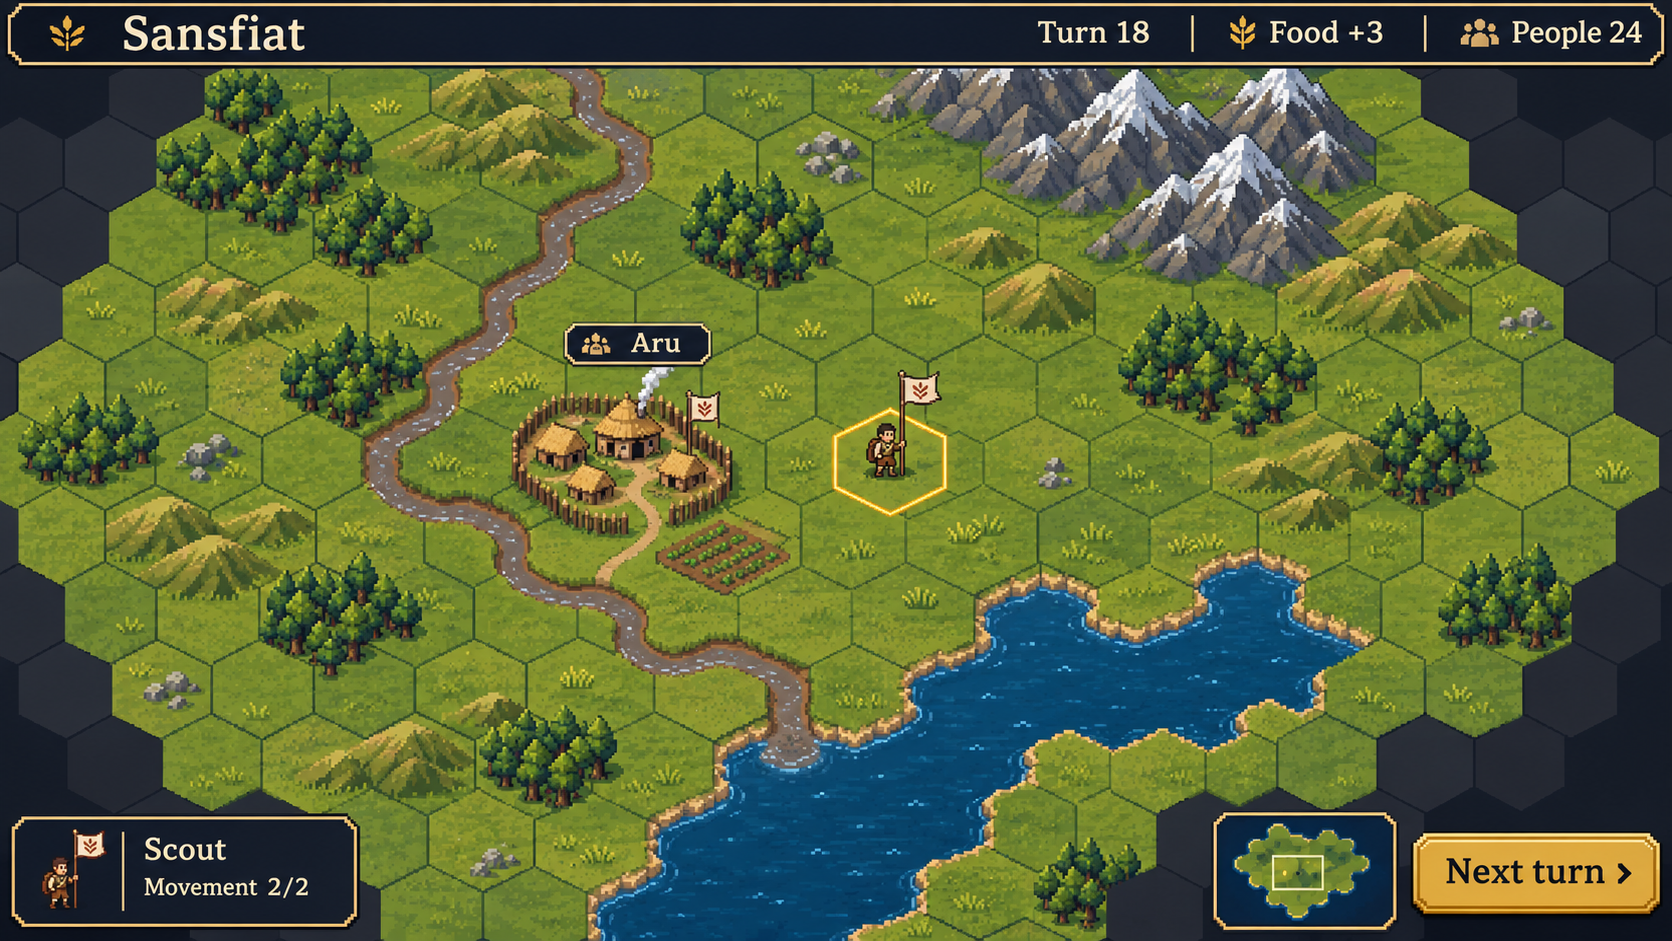 Sansfiat
Turn 18
Food +3
People 24
Aru
Scout
Movement 2/2
Next turn ›